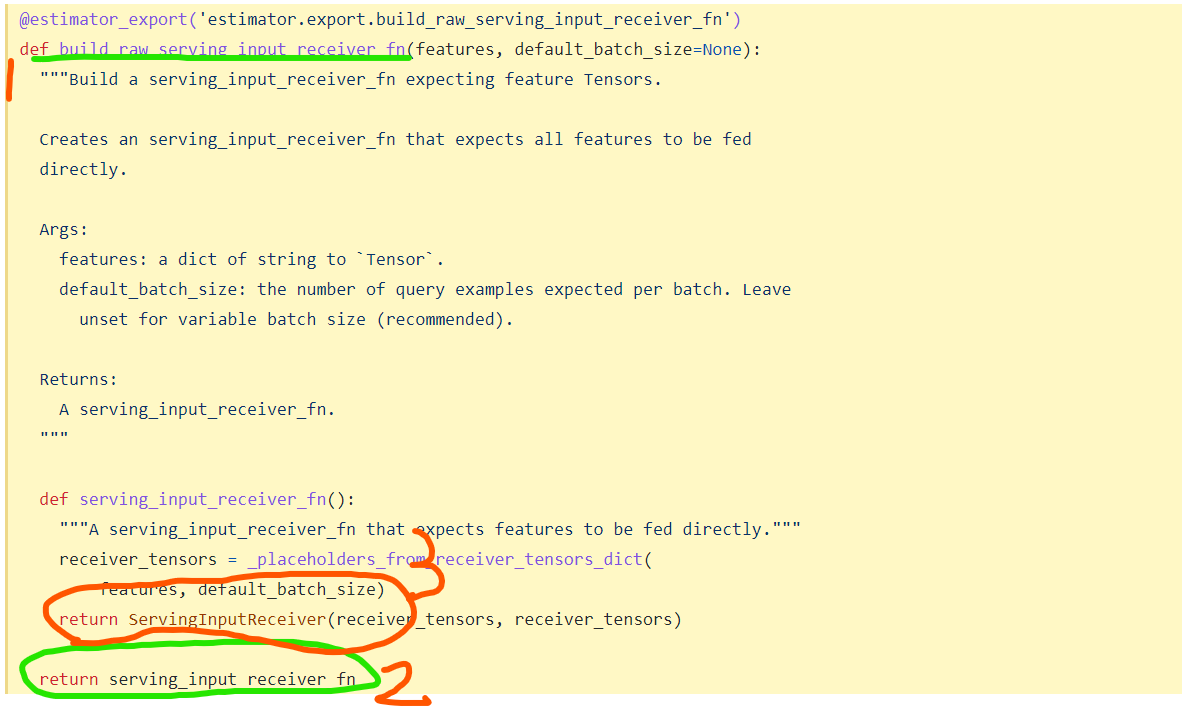 @estimator_export('estimator.export.build_raw_serving_input_receiver_fn')
def build_raw_serving_input_receiver_fn(features, default_batch_size=None):
1
"""Build a serving_input_receiver_fn expecting feature Tensors.
Creates an serving_input_receiver_fn that expects all features to be fed
directly.
Args:
features: a dict of string to `Tensor`.
default_batch_size: the number of query examples expected per batch. Leave
unset for variable batch size (recommended).
Returns:
A serving_input_receiver_fn.
"""
def serving_input_receiver_fn():
"""A serving_input_receiver_fn that expects features to be fed directly."""
receiver_tensors = _placeholders_from_receiver_tensors_dict(
3
features, default_batch_size)
return ServingInputReceiver(receiver_tensors, receiver_tensors)
return serving_input_receiver_fn
2